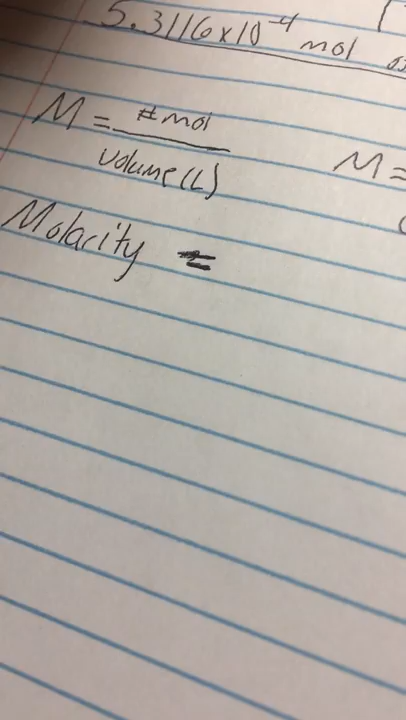 5.3116x10⁻⁴ mol
M = #mol / Volume (L)
M =
Molarity =